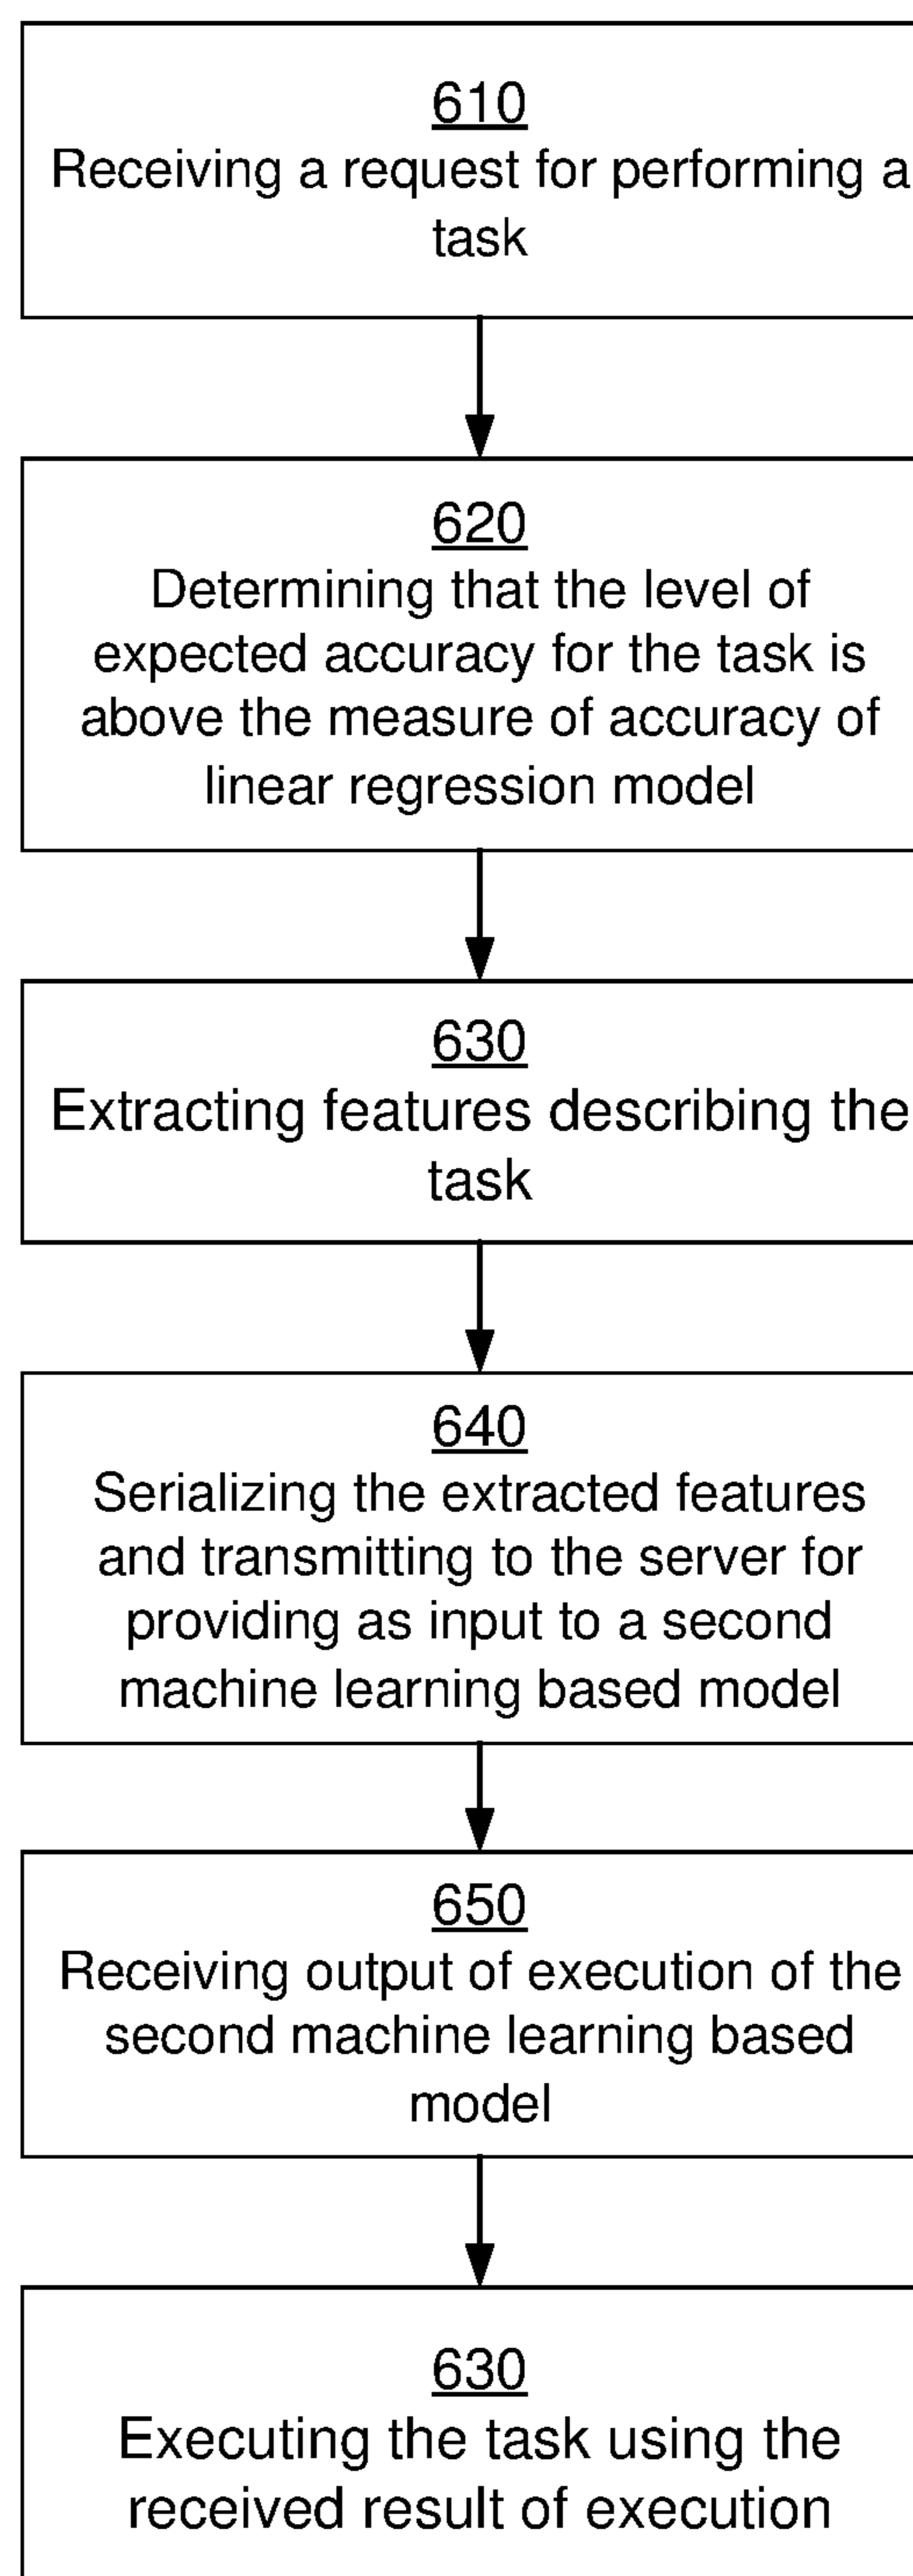 610
Receiving a request for performing a
task
620
Determining that the level of
expected accuracy for the task is
above the measure of accuracy of
linear regression model
630
Extracting features describing the
task
640
Serializing the extracted features
and transmitting to the server for
providing as input to a second
machine learning based model
650
Receiving output of execution of the
second machine learning based
model
630
Executing the task using the
received result of execution